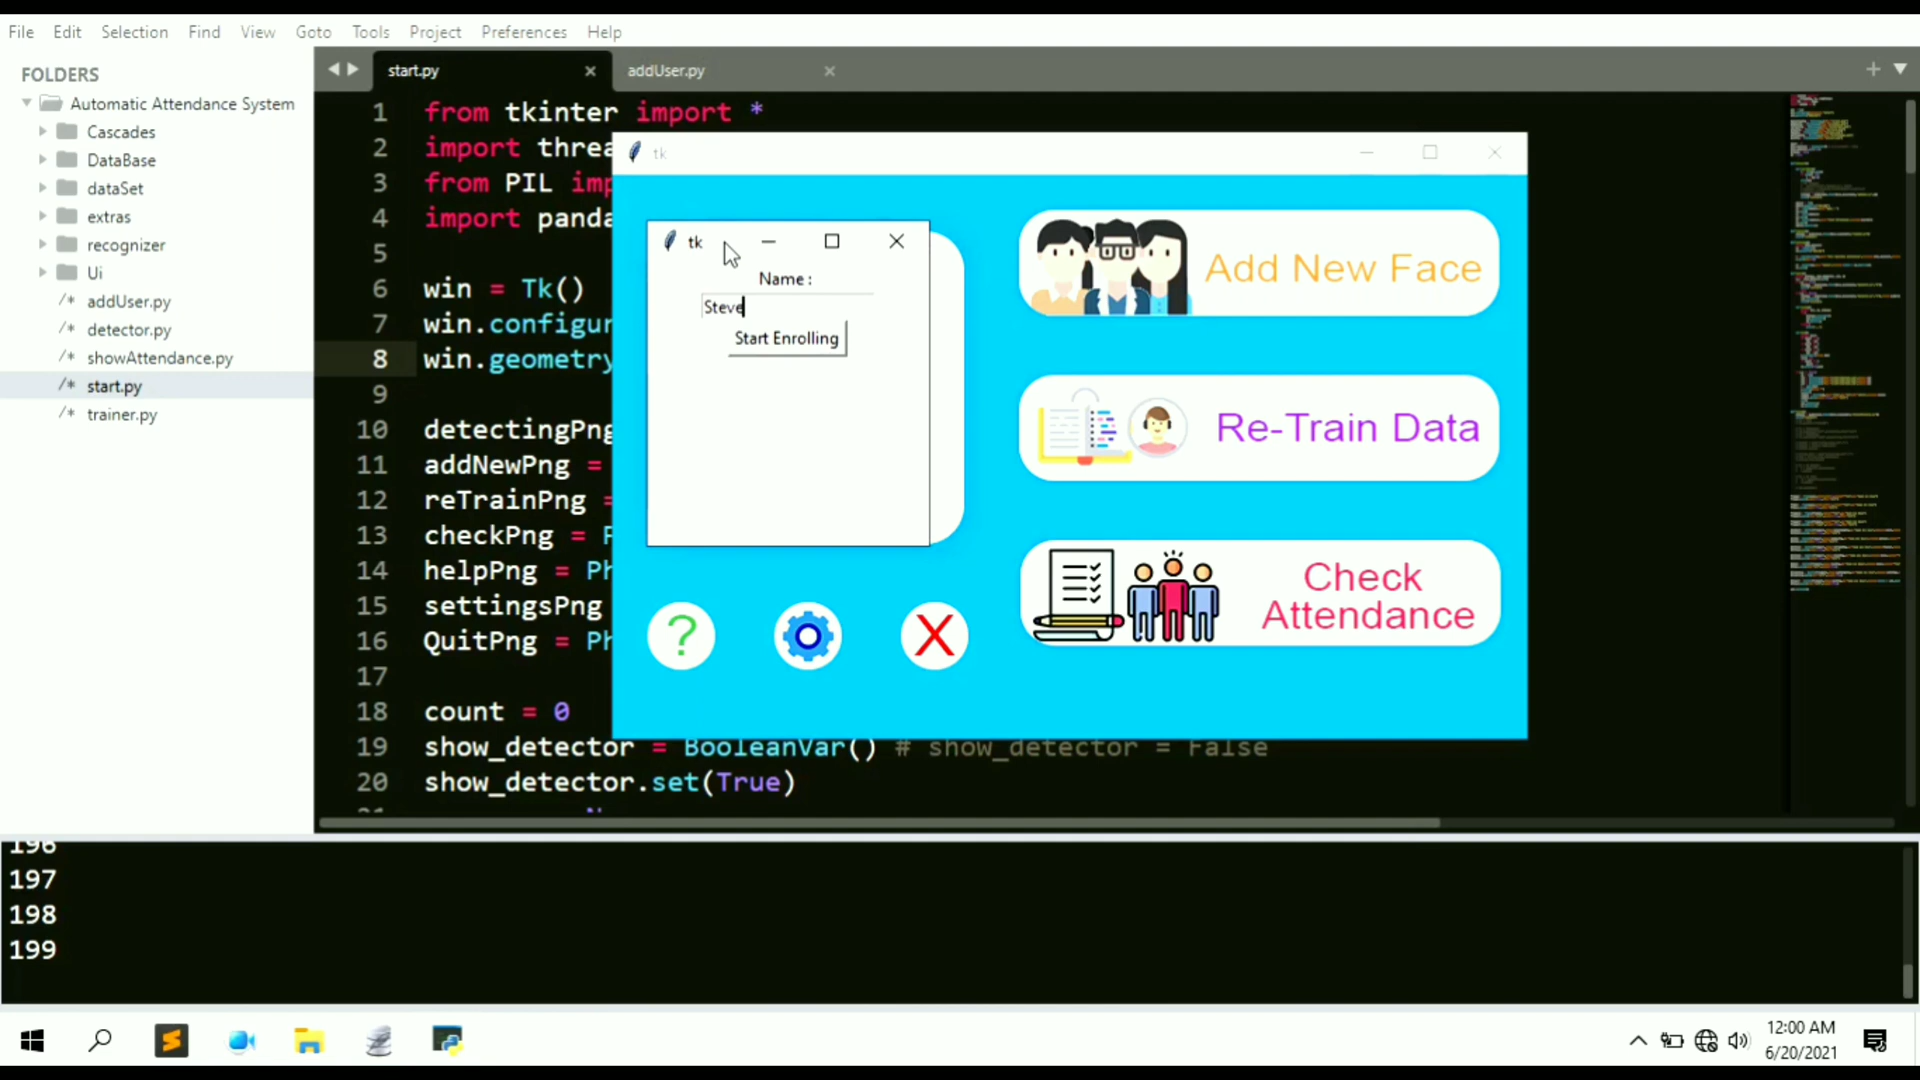 File Edit Selection Find View Goto Tools Project Preferences Help
FOLDERS
Automatic Attendance System
Cascades
DataBase
dataSet
extras
recognizer
Ui
/* addUser.py
/* detector.py
/* showAttendance.py
/* start.py
/* trainer.py
start.py
addUser.py
1 from tkinter import *
2 import threa
3 from PIL imp
4 import panda
5
6 win = Tk()
7 win.configur
8 win.geometry
9
10 detectingPng
11 addNewPng =
12 reTrainPng =
13 checkPng =
14 helpPng = Ph
15 settingsPng
16 QuitPng = Ph
17
18 count = 0
19 show_detector = BooleanVar() # show_detector = False
20 show_detector.set(True)
tk
tk
Name :
Steve
Start Enrolling
Add New Face
Re-Train Data
Check
Attendance
?
X
196
197
198
199
12:00 AM
6/20/2021